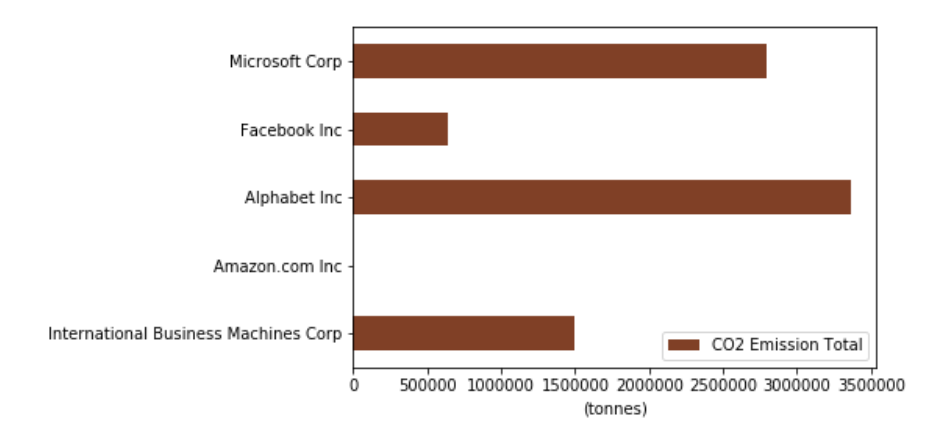 Microsoft Corp
Facebook Inc
Alphabet Inc
Amazon.com Inc
International Business Machines Corp
CO2 Emission Total
0 500000 1000000 1500000 2000000 2500000 3000000 3500000
(tonnes)